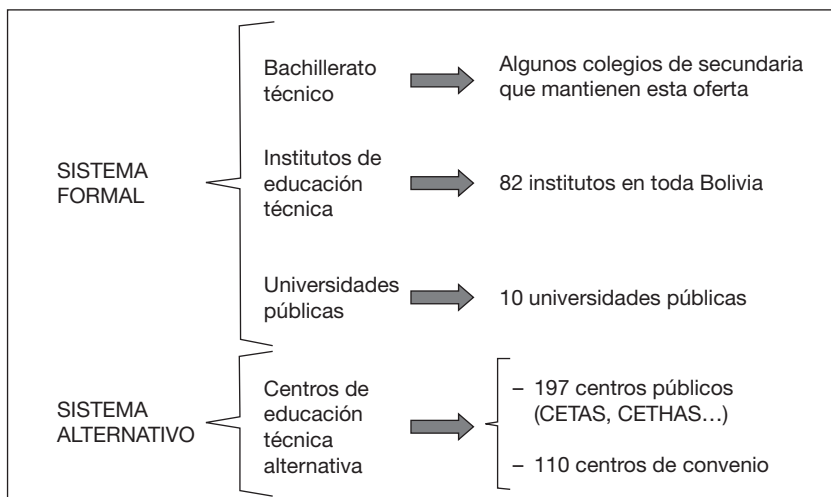 SISTEMA
FORMAL
Bachillerato
técnico
Algunos colegios de secundaria
que mantienen esta oferta
Institutos de
educación
técnica
82 institutos en toda Bolivia
Universidades
públicas
10 universidades públicas
SISTEMA
ALTERNATIVO
Centros de
educación
técnica
alternativa
– 197 centros públicos
(CETAS, CETHAS…)
– 110 centros de convenio